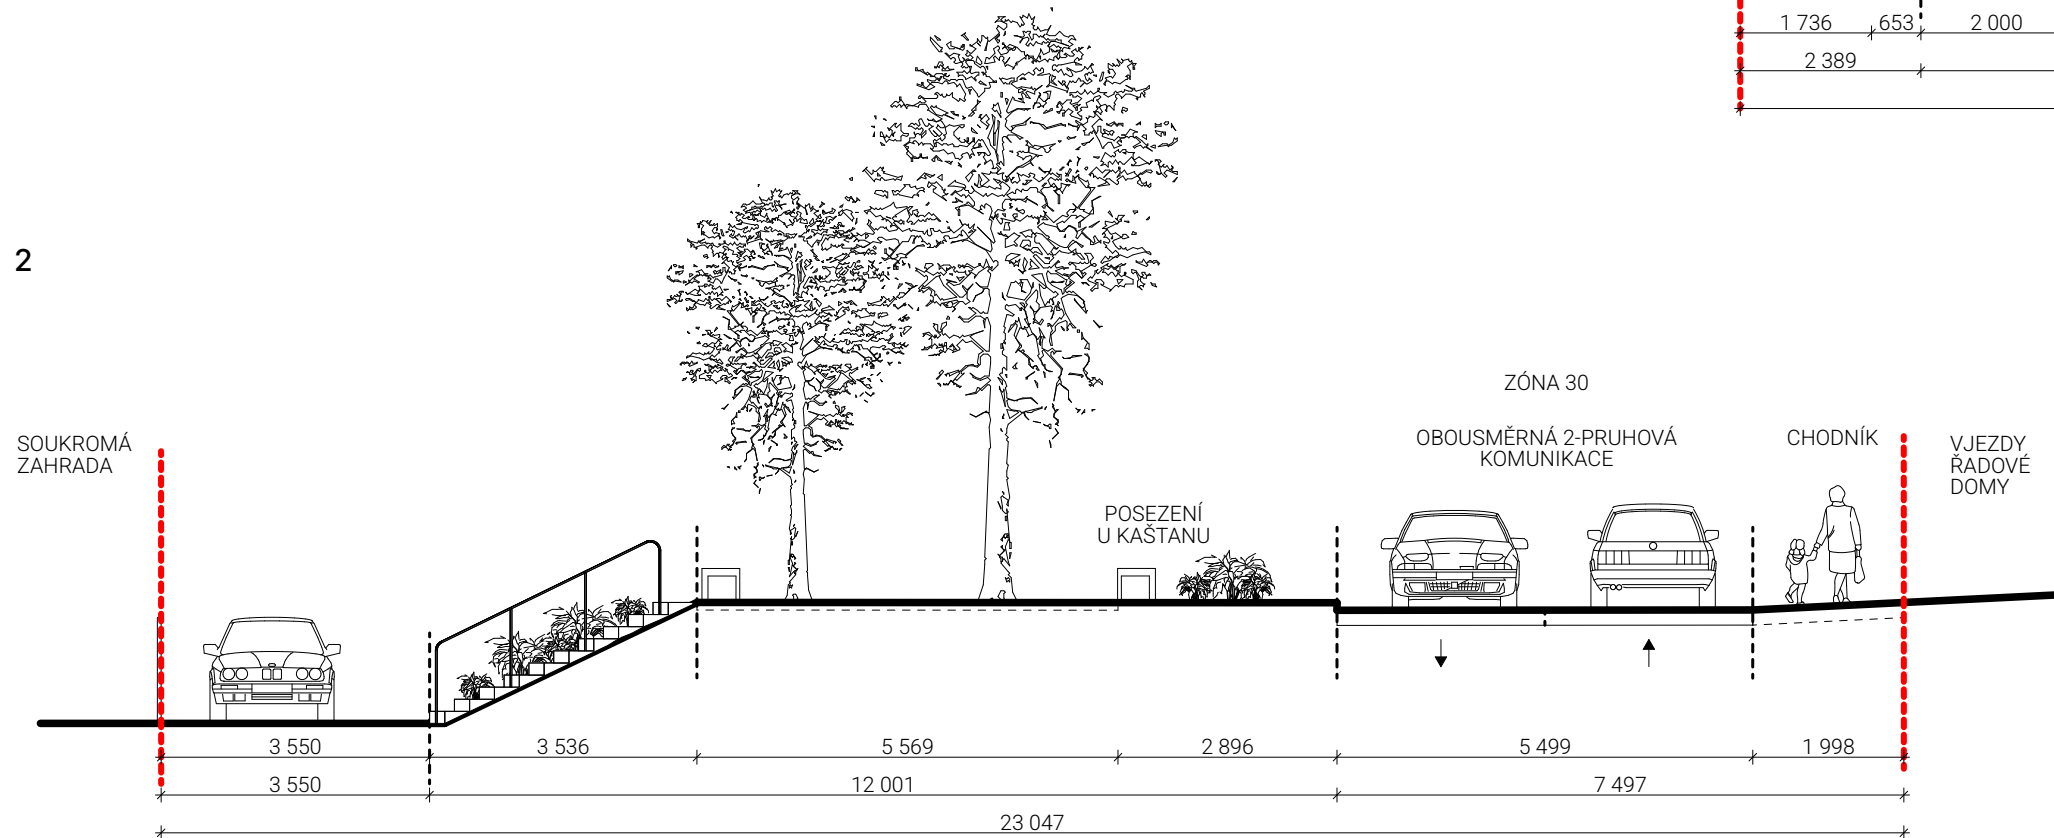 1 736 653 2 000
2 389
2
ZÓNA 30
SOUKROMÁ
ZAHRADA
OBOUSMĚRNÁ 2-PRUHOVÁ
KOMUNIKACE
CHODNÍK
VJEZDY
ŘADOVÉ
DOMY
POSEZENÍ
U KAŠTANU
3 550 3 536 5 569 2 896 5 499 1 998
3 550 12 001 7 497
23 047